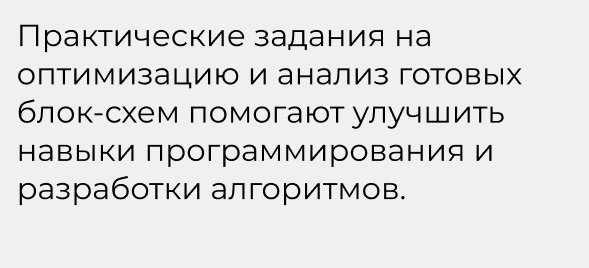 Практические задания на
оптимизацию и анализ готовых
блок-схем помогают улучшить
навыки программирования и
разработки алгоритмов.